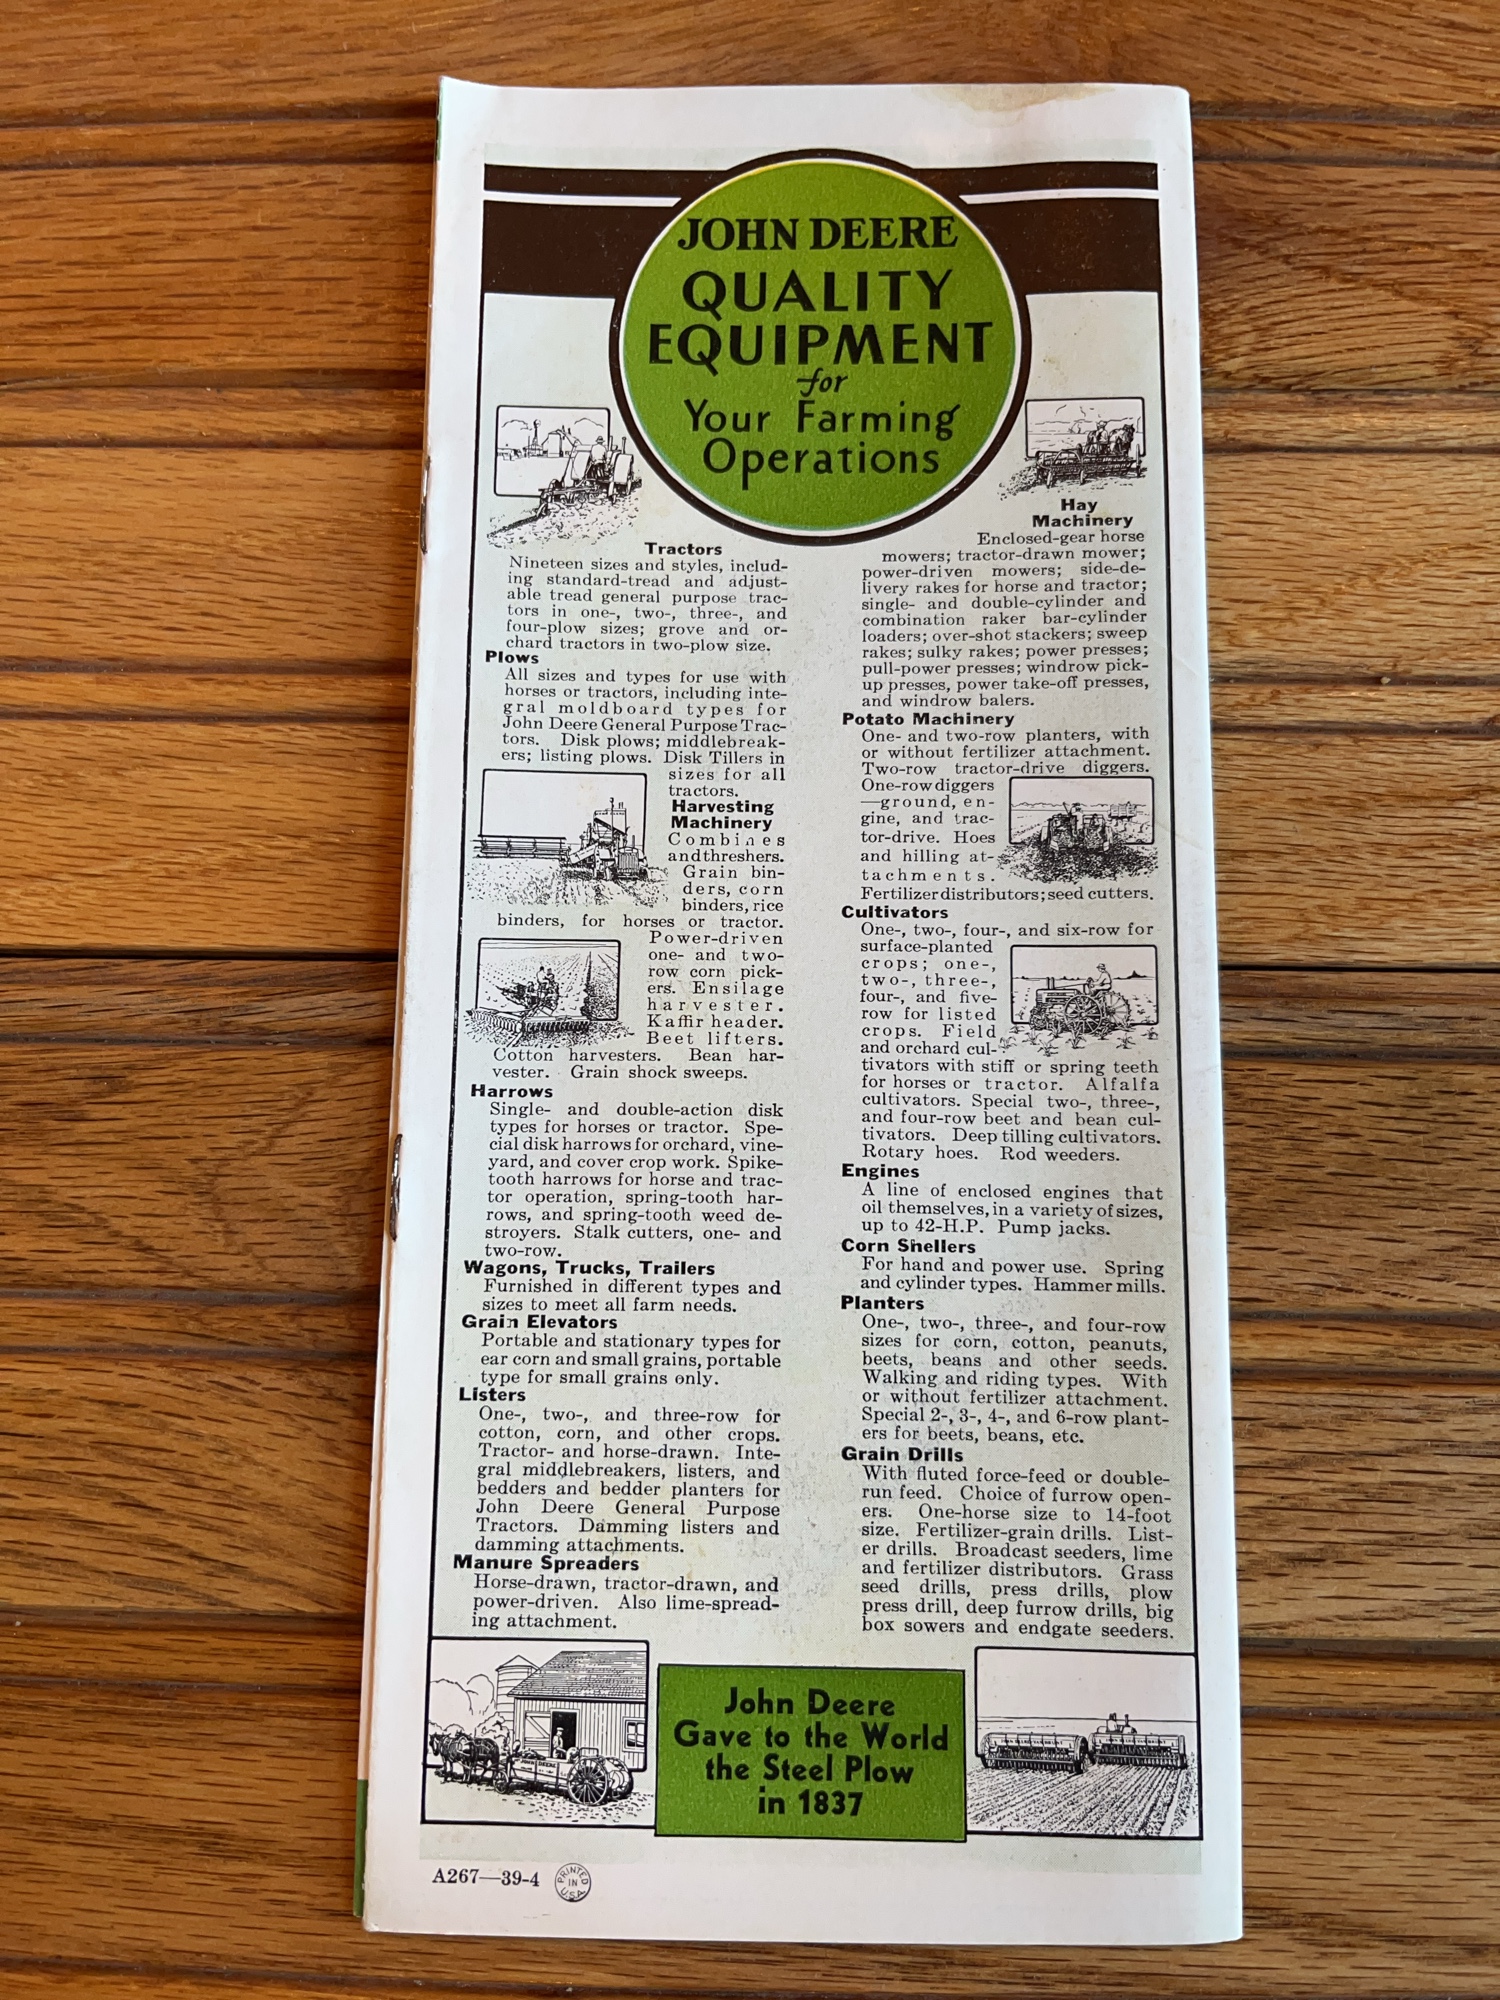 JOHN DEERE
QUALITY
EQUIPMENT
for
Your Farming
Operations
Tractors
Nineteen sizes and styles, includ-
ing standard-tread and adjust-
able tread general purpose trac-
tors in one-, two-, three-, and
four-plow sizes; grove and or-
chard tractors in two-plow size.
Plows
All sizes and types for use with
horses or tractors, including inte-
gral moldboard types for
John Deere General Purpose Trac-
tors. Disk plows; middlebreak-
ers; listing plows. Disk Tillers in
sizes for all
tractors.
Harvesting
Machinery
Combines
and threshers.
Grain bin-
ders, corn
binders, rice
binders, for horses or tractor.
Power-driven
one- and two-
row corn pick-
ers. Ensilage
harvester.
Kaffir header.
Beet lifters.
Cotton harvesters. Bean har-
vester. Grain shock sweeps.
Harrows
Single- and double-action disk
types for horses or tractor. Spe-
cial disk harrows for orchard, vine-
yard, and cover crop work. Spike-
tooth harrows for horse and trac-
tor operation, spring-tooth har-
rows, and spring-tooth weed de-
stroyers. Stalk cutters, one- and
two-row.
Wagons, Trucks, Trailers
Furnished in different types and
sizes to meet all farm needs.
Grain Elevators
Portable and stationary types for
ear corn and small grains, portable
type for small grains only.
Listers
One-, two-, and three-row for
cotton, corn, and other crops.
Tractor- and horse-drawn. Inte-
gral middlebreakers, listers, and
bedders and bedder planters for
John Deere General Purpose
Tractors. Damming listers and
damming attachments.
Manure Spreaders
Horse-drawn, tractor-drawn, and
power-driven. Also lime-spread-
ing attachment.
Hay
Machinery
Enclosed-gear horse
mowers; tractor-drawn mower;
power-driven mowers; side-de-
livery rakes for horse and tractor;
single- and double-cylinder and
combination raker bar-cylinder
loaders; over-shot stackers; sweep
rakes; sulky rakes; power presses;
pull-power presses; windrow pick-
up presses, power take-off presses,
and windrow balers.
Potato Machinery
One- and two-row planters, with
or without fertilizer attachment.
Two-row tractor-drive diggers.
One-row diggers
—ground, en-
gine, and trac-
tor-drive. Hoes
and hilling at-
tachments.
Fertilizer distributors; seed cutters.
Cultivators
One-, two-, four-, and six-row for
surface-planted
crops; one-,
two-, three-,
four-, and five-
row for listed
crops. Field
and orchard cul-
tivators with stiff or spring teeth
for horses or tractor. Alfalfa
cultivators. Special two-, three-,
and four-row beet and bean cul-
tivators. Deep tilling cultivators.
Rotary hoes. Rod weeders.
Engines
A line of enclosed engines that
oil themselves, in a variety of sizes,
up to 42-H.P. Pump jacks.
Corn Shellers
For hand and power use. Spring
and cylinder types. Hammer mills.
Planters
One-, two-, three-, and four-row
sizes for corn, cotton, peanuts,
beets, beans and other seeds.
Walking and riding types. With
or without fertilizer attachment.
Special 2-, 3-, 4-, and 6-row plant-
ers for beets, beans, etc.
Grain Drills
With fluted force-feed or double-
run feed. Choice of furrow open-
ers. One-horse size to 14-foot
size. Fertilizer-grain drills. List-
er drills. Broadcast seeders, lime
and fertilizer distributors. Grass
seed drills, press drills, plow
press drill, deep furrow drills, big
box sowers and endgate seeders.
JOHN DEERE
John Deere
Gave to the World
the Steel Plow
in 1837
A267—39-4
PRINTED
IN
U.S.A.